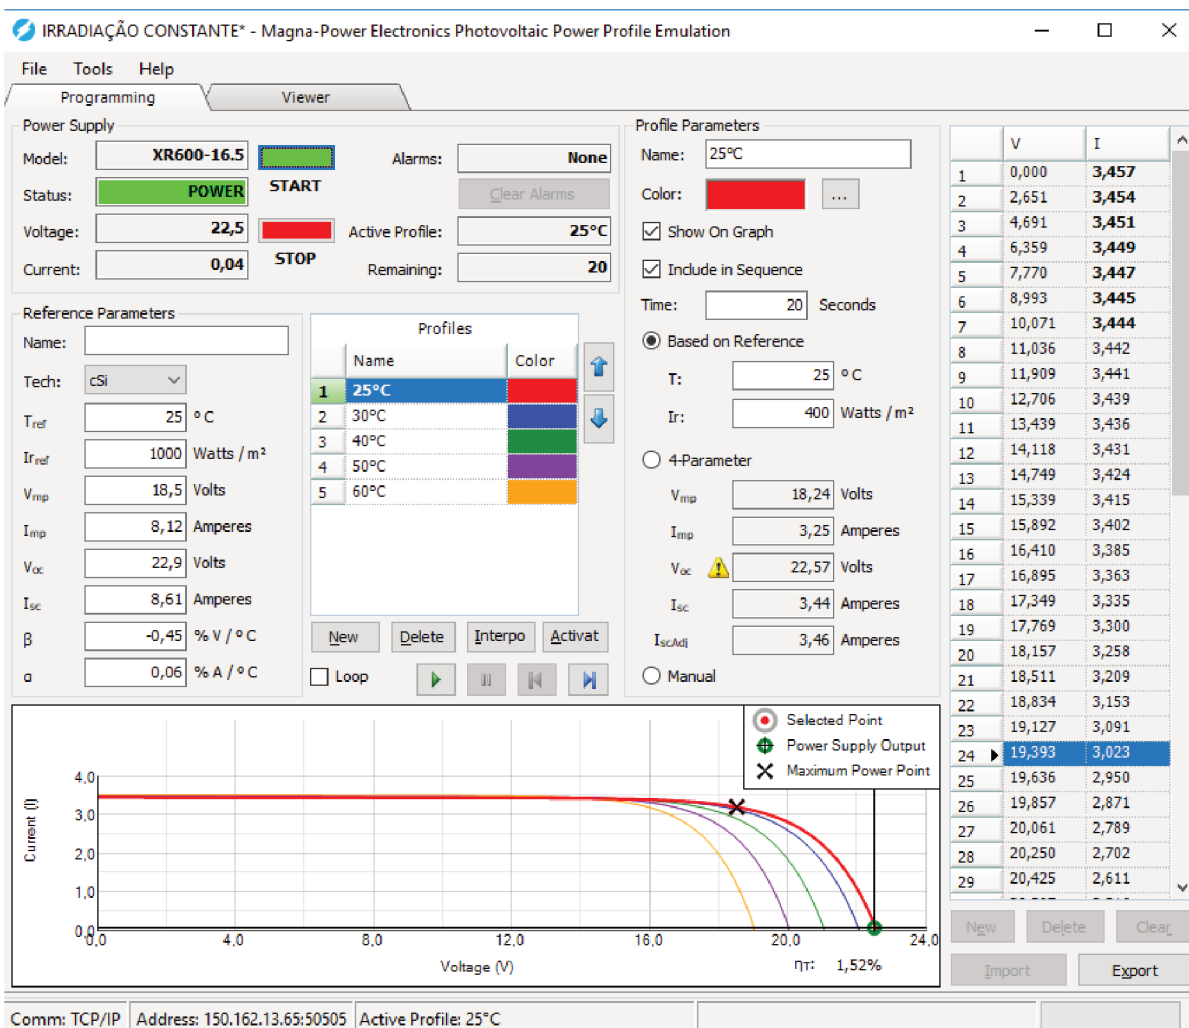 IRRADIAÇÃO CONSTANTE* - Magna-Power Electronics Photovoltaic Power Profile Emulation
File Tools Help
Programming Viewer
Power Supply
Model: XR600-16.5
Status: POWER
Voltage: 22,5
Current: 0,04
START
STOP
Alarms: None
Clear Alarms
Active Profile: 25°C
Remaining: 20
Reference Parameters
Name:
Tech: cSi
Tref 25 °C
Irref 1000 Watts / m²
Vmp 18,5 Volts
Imp 8,12 Amperes
Voc 22,9 Volts
Isc 8,61 Amperes
β -0,45 % V / °C
α 0,06 % A / °C
Profiles
Name Color
1 25°C
2 30°C
3 40°C
4 50°C
5 60°C
New Delete Interpo Activat
Loop
Profile Parameters
Name: 25°C
Color: ...
Show On Graph
Include in Sequence
Time: 20 Seconds
Based on Reference
T: 25 °C
Ir: 400 Watts / m²
4-Parameter
Vmp 18,24 Volts
Imp 3,25 Amperes
Voc 22,57 Volts
Isc 3,44 Amperes
IscAdj 3,46 Amperes
Manual
V I
1 0,000 3,457
2 2,651 3,454
3 4,691 3,451
4 6,359 3,449
5 7,770 3,447
6 8,993 3,445
7 10,071 3,444
8 11,036 3,442
9 11,909 3,441
10 12,706 3,439
11 13,439 3,436
12 14,118 3,431
13 14,749 3,424
14 15,339 3,415
15 15,892 3,402
16 16,410 3,385
17 16,895 3,363
18 17,349 3,335
19 17,769 3,300
20 18,157 3,258
21 18,511 3,209
22 18,834 3,153
23 19,127 3,091
24 19,393 3,023
25 19,636 2,950
26 19,857 2,871
27 20,061 2,789
28 20,250 2,702
29 20,425 2,611
New Delete Clear
Import Export
Selected Point
Power Supply Output
Maximum Power Point
Current (I)
4,0
3,0
2,0
1,0
0,0
0,0 4,0 8,0 12,0 16,0 20,0 24,0
Voltage (V)
ηT: 1,52%
Comm: TCP/IP Address: 150.162.13.65:50505 Active Profile: 25°C